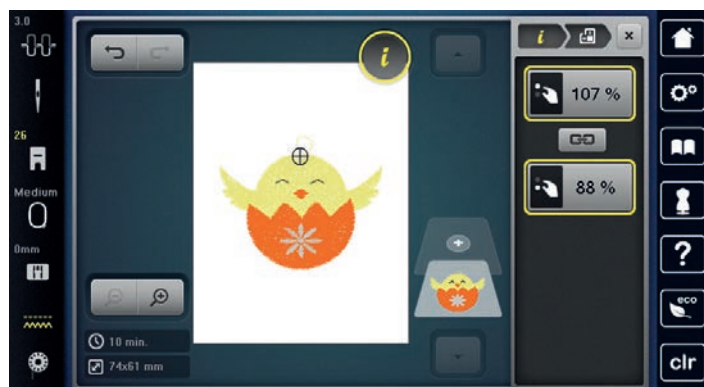 3.0
26
Medium
0mm
i
10 min.
74x61 mm
i
107 %
88 %
?
eco
clr